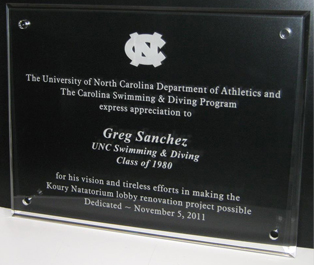 NC
The University of North Carolina Department of Athletics and
The Carolina Swimming & Diving Program
express appreciation to
Greg Sanchez
UNC Swimming & Diving
Class of 1980
for his vision and tireless efforts in making the
Koury Natatorium lobby renovation project possible
Dedicated ~ November 5, 2011